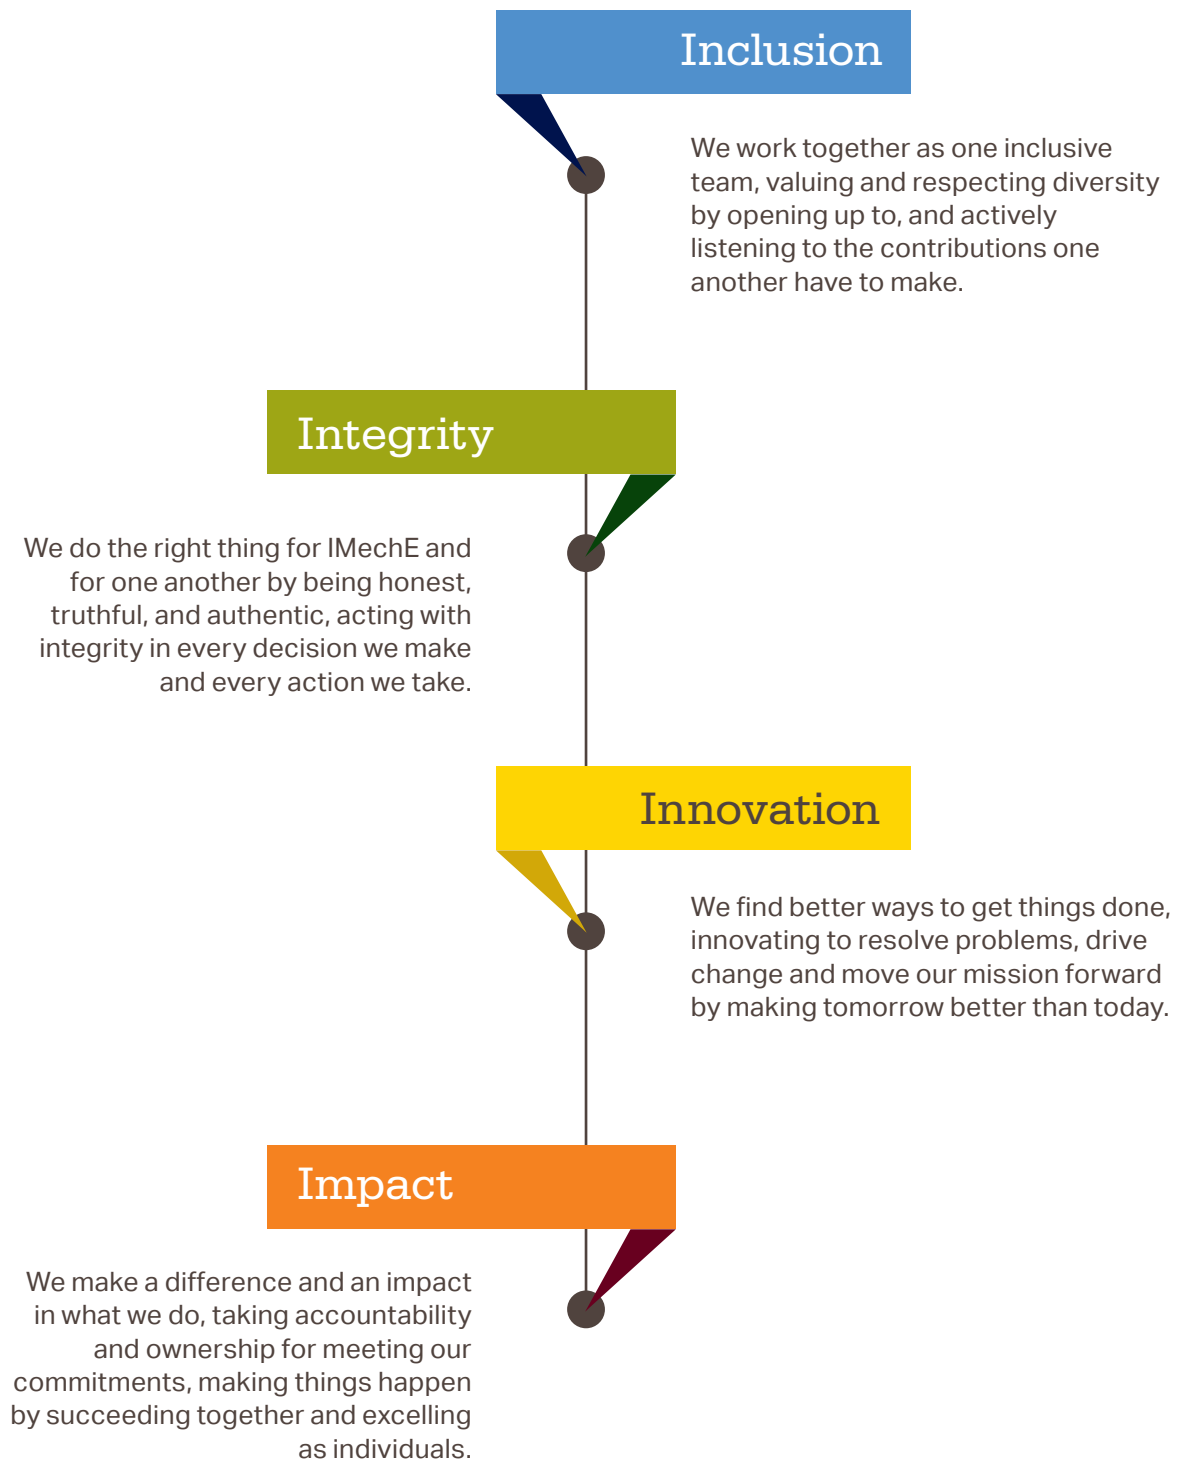 Inclusion
We work together as one inclusive
team, valuing and respecting diversity
by opening up to, and actively
listening to the contributions one
another have to make.
Integrity
We do the right thing for IMechE and
for one another by being honest,
truthful, and authentic, acting with
integrity in every decision we make
and every action we take.
Innovation
We find better ways to get things done,
innovating to resolve problems, drive
change and move our mission forward
by making tomorrow better than today.
Impact
We make a difference and an impact
in what we do, taking accountability
and ownership for meeting our
commitments, making things happen
by succeeding together and excelling
as individuals.